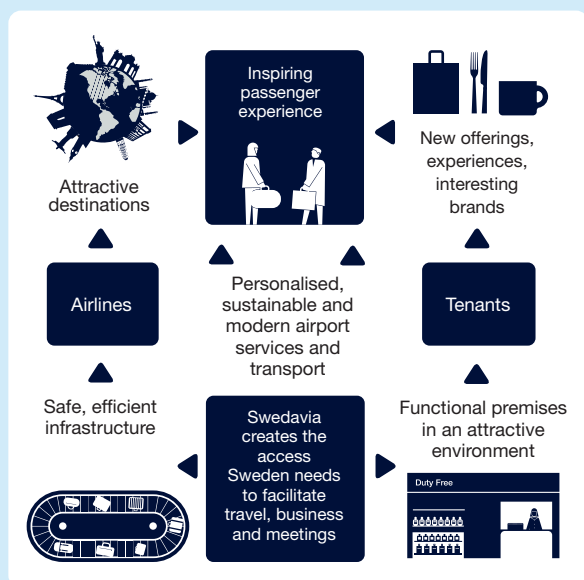 Inspiring
passenger
experience
Attractive
destinations
New offerings,
experiences,
interesting
brands
Airlines
Personalised,
sustainable and
modern airport
services and
transport
Tenants
Safe, efficient
infrastructure
Swedavia
creates the
access
Sweden needs
to facilitate
travel, business
and meetings
Functional premises
in an attractive
environment
Duty Free